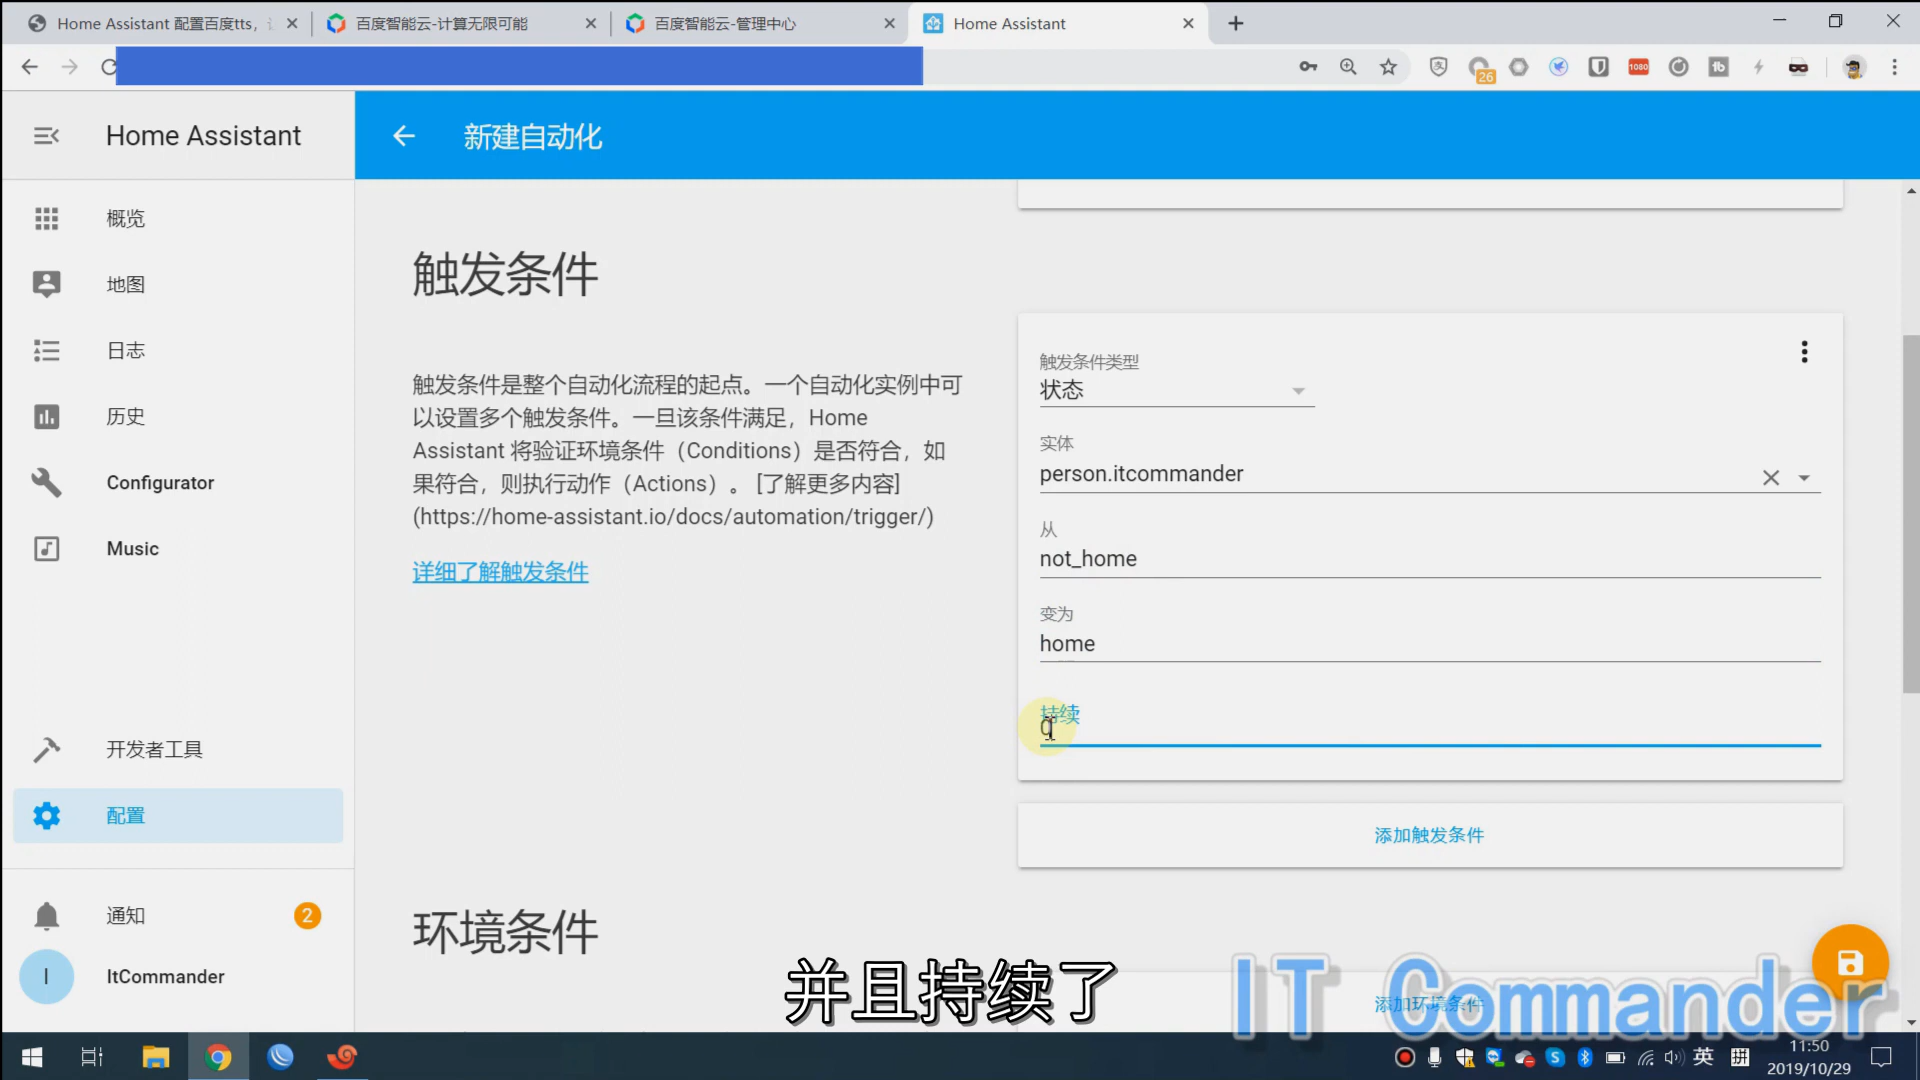 Home Assistant 配置百度tts,
百度智能云-计算无限可能
百度智能云-管理中心
Home Assistant
26
1080
Home Assistant
新建自动化
概览
地图
日志
历史
Configurator
Music
开发者工具
配置
通知
2
I
ItCommander
触发条件
触发条件是整个自动化流程的起点。一个自动化实例中可
以设置多个触发条件。一旦该条件满足，Home
Assistant 将验证环境条件（Conditions）是否符合，如
果符合，则执行动作（Actions）。 [了解更多内容]
(https://home-assistant.io/docs/automation/trigger/)
详细了解触发条件
触发条件类型
状态
实体
person.itcommander
从
not_home
变为
home
持续
0
添加触发条件
环境条件
添加环境条件
并且持续了
IT Commander
英
拼
11:50
2019/10/29